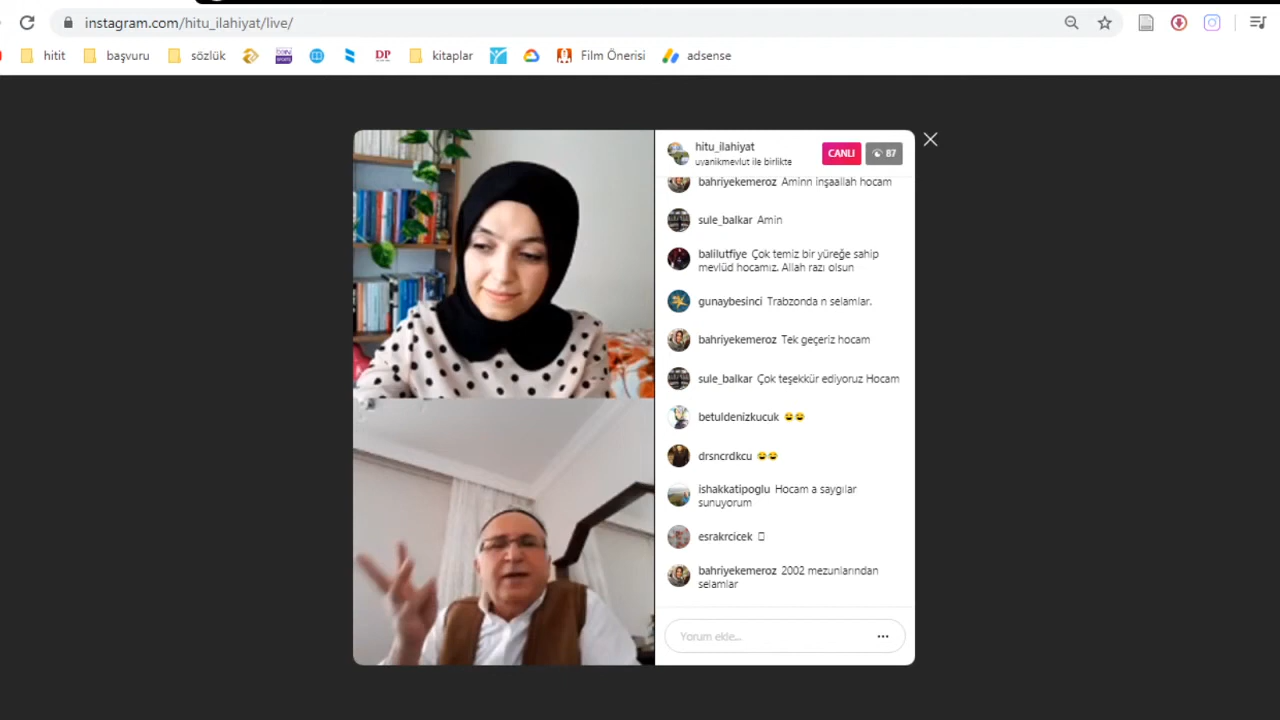 instagram.com/hitu_ilahiyat/live/
hitit başvuru sözlük DP kitaplar Film Önerisi adsense
hitu_ilahiyat
uyanikmevlut ile birlikte
CANLI 87
bahriyekemeroz Aminn inşaallah hocam
sule_balkar Amin
balilutfiye Çok temiz bir yüreğe sahip
mevlüd hocamız. Allah razı olsun
gunaybesinci Trabzonda n selamlar.
bahriyekemeroz Tek geçeriz hocam
sule_balkar Çok teşekkür ediyoruz Hocam
betuldenizkucuk 😂😂
drsncrdkcu 😂😂
ishakkatipoglu Hocam a saygılar
sunuyorum
esrakrcicek
bahriyekemeroz 2002 mezunlarından
selamlar
Yorum ekle...